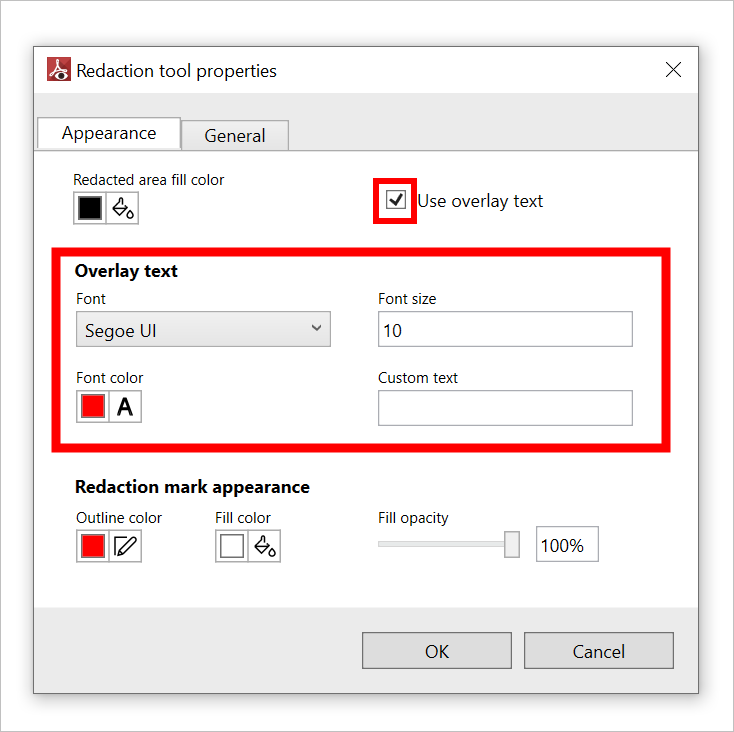 Redaction tool properties
Appearance
General
Redacted area fill color
Use overlay text
Overlay text
Font
Font size
Segoe UI
10
Font color
Custom text
A
Redaction mark appearance
Outline color
Fill color
Fill opacity
100%
OK
Cancel